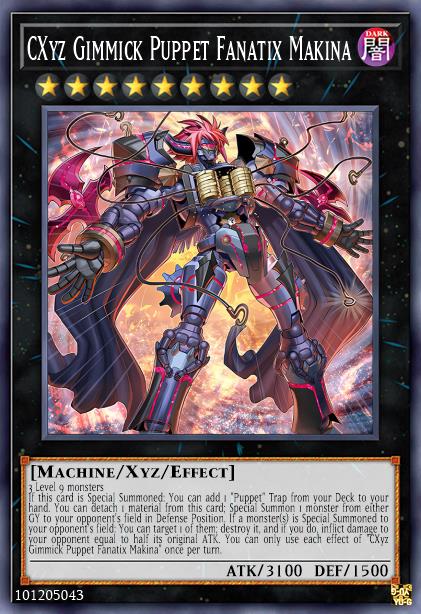 CXyz Gimmick Puppet Fanatix Makina
DARK
闇
[Machine/Xyz/Effect]
3 Level 9 monsters
If this card is Special Summoned: You can add 1 "Puppet" Trap from your Deck to your
hand. You can detach 1 material from this card; Special Summon 1 monster from either
GY to your opponent's field in Defense Position. If a monster(s) is Special Summoned to
your opponent's field: You can target 1 of them; destroy it, and if you do, inflict damage to
your opponent equal to half its original ATK. You can only use each effect of "CXyz
Gimmick Puppet Fanatix Makina" once per turn.
ATK/3100 DEF/1500
101205043